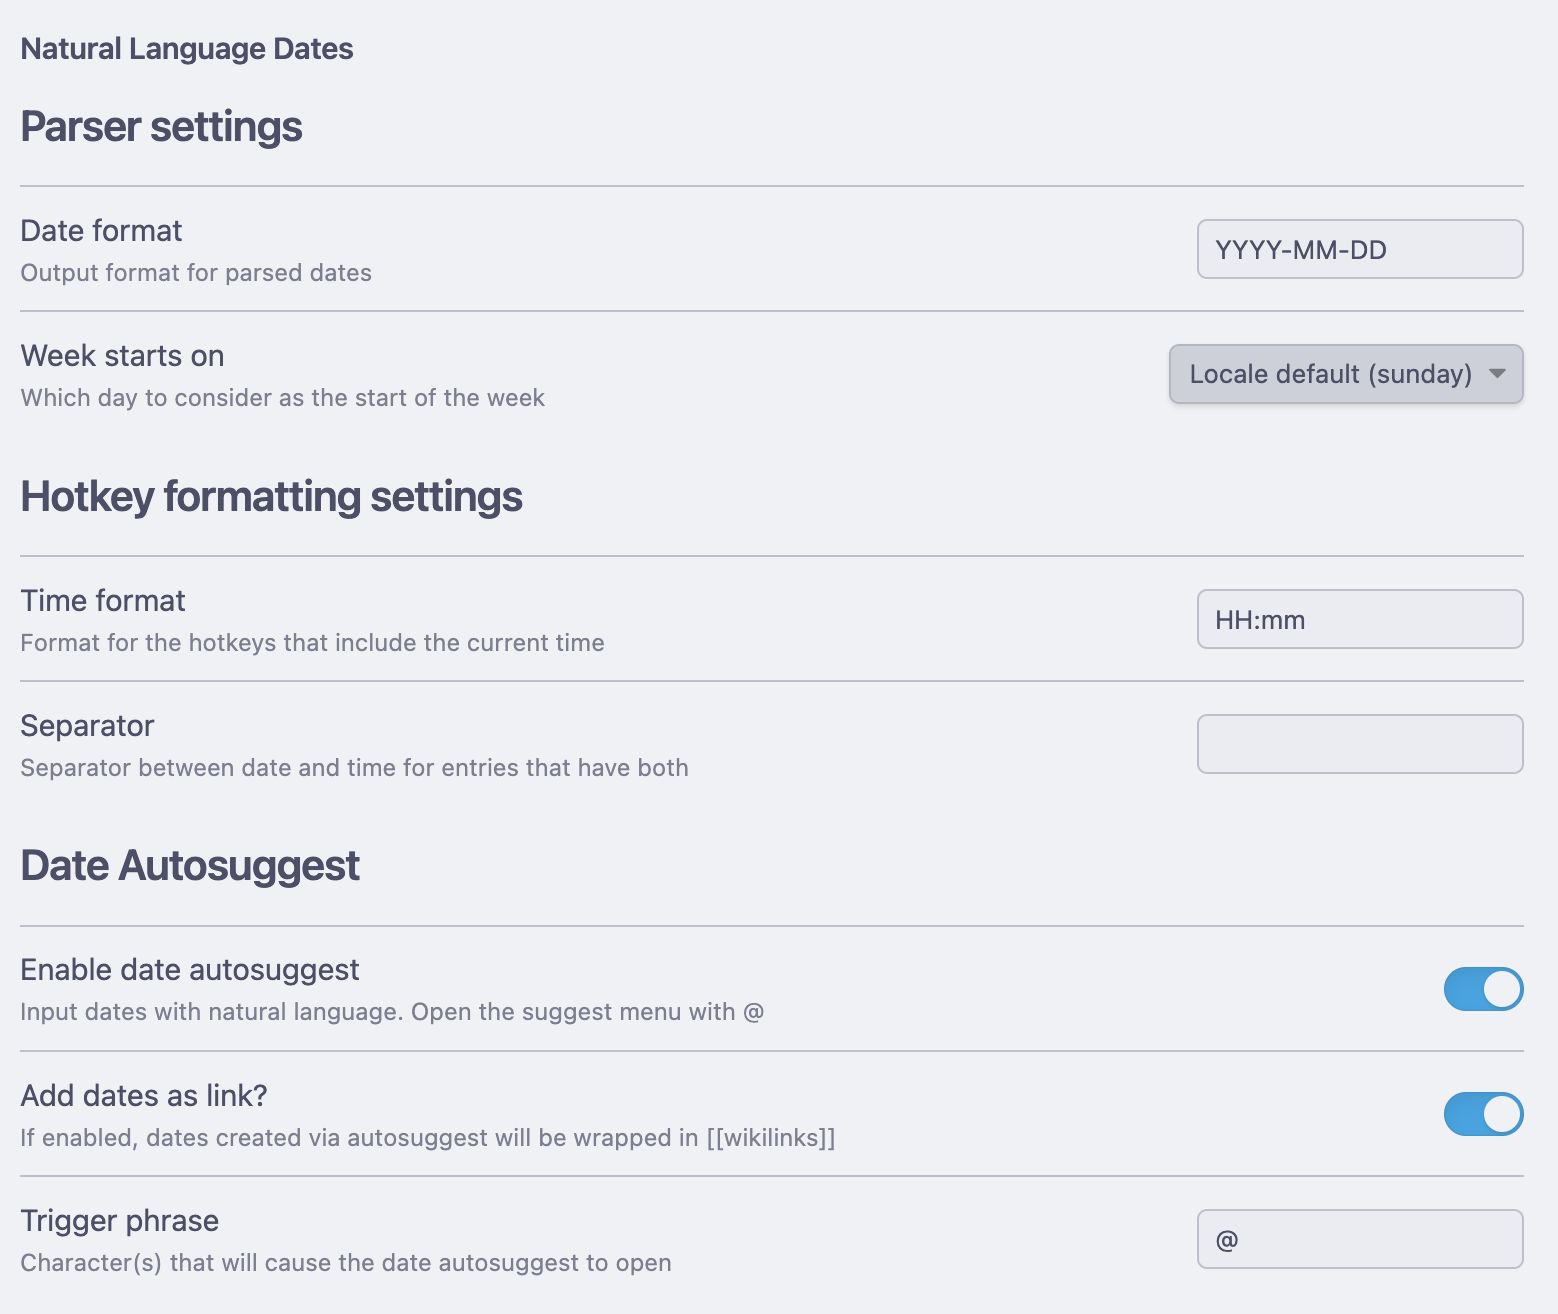 Natural Language Dates
Parser settings
Date format
Output format for parsed dates
YYYY-MM-DD
Week starts on
Which day to consider as the start of the week
Locale default (sunday)
Hotkey formatting settings
Time format
Format for the hotkeys that include the current time
HH:mm
Separator
Separator between date and time for entries that have both
Date Autosuggest
Enable date autosuggest
Input dates with natural language. Open the suggest menu with @
Add dates as link?
If enabled, dates created via autosuggest will be wrapped in [[wikilinks]]
Trigger phrase
Character(s) that will cause the date autosuggest to open
@